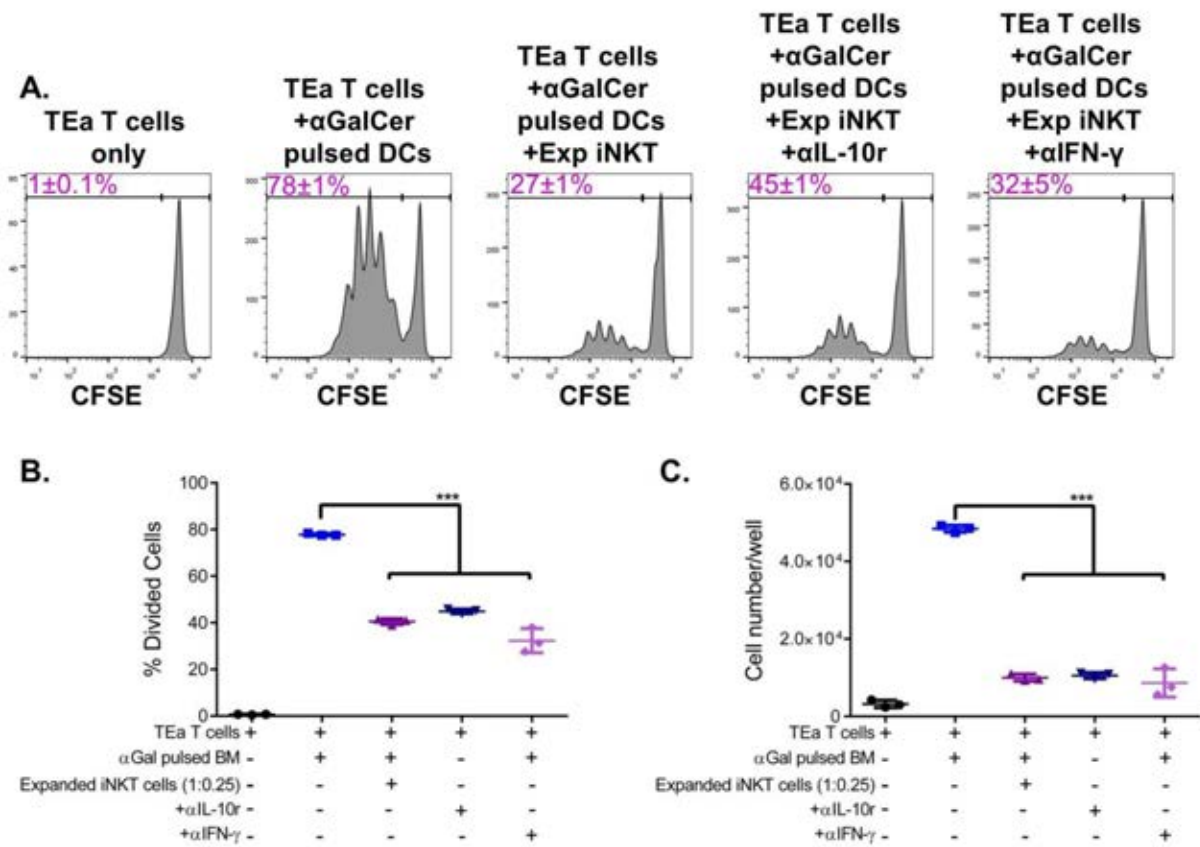 A.
TEa T cells
only
TEa T cells
+αGalCer
pulsed DCs
TEa T cells
+αGalCer
pulsed DCs
+Exp iNKT
TEa T cells
+αGalCer
pulsed DCs
+Exp iNKT
+αIL-10r
TEa T cells
+αGalCer
pulsed DCs
+Exp iNKT
+αIFN-γ
1±0.1%
78±1%
27±1%
45±1%
32±5%
CFSE
CFSE
CFSE
CFSE
CFSE
B.
% Divided Cells
100
80
60
40
20
0
***
TEa T cells + + + + +
αGal pulsed BM - + + - +
Expanded iNKT cells (1:0.25) - - + - -
+αIL-10r - - - + -
+αIFN-γ - - - - +
C.
Cell number/well
6.0×10⁴
4.0×10⁴
2.0×10⁴
0
***
TEa T cells + + + + +
αGal pulsed BM - + + - +
Expanded iNKT cells (1:0.25) - - + - -
+αIL-10r - - - + -
+αIFN-γ - - - - +